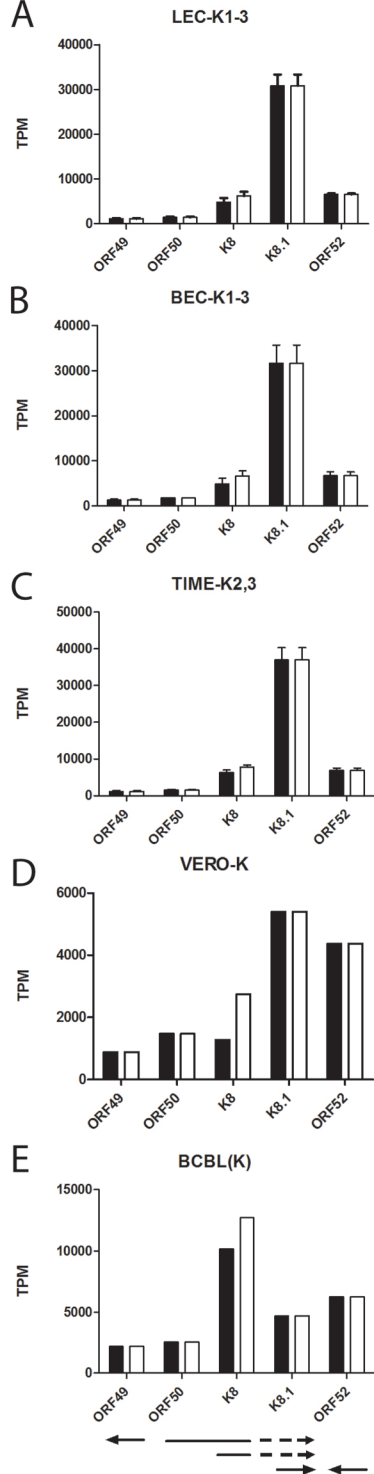 A
LEC-K1-3
40000
30000
20000
10000
0
TPM
ORF49
ORF50
K8
K8.1
ORF52
B
BEC-K1-3
40000
30000
20000
10000
0
TPM
ORF49
ORF50
K8
K8.1
ORF52
C
TIME-K2,3
50000
40000
30000
20000
10000
0
TPM
ORF49
ORF50
K8
K8.1
ORF52
D
VERO-K
6000
4000
2000
0
TPM
ORF49
ORF50
K8
K8.1
ORF52
E
BCBL(K)
15000
10000
5000
0
TPM
ORF49
ORF50
K8
K8.1
ORF52